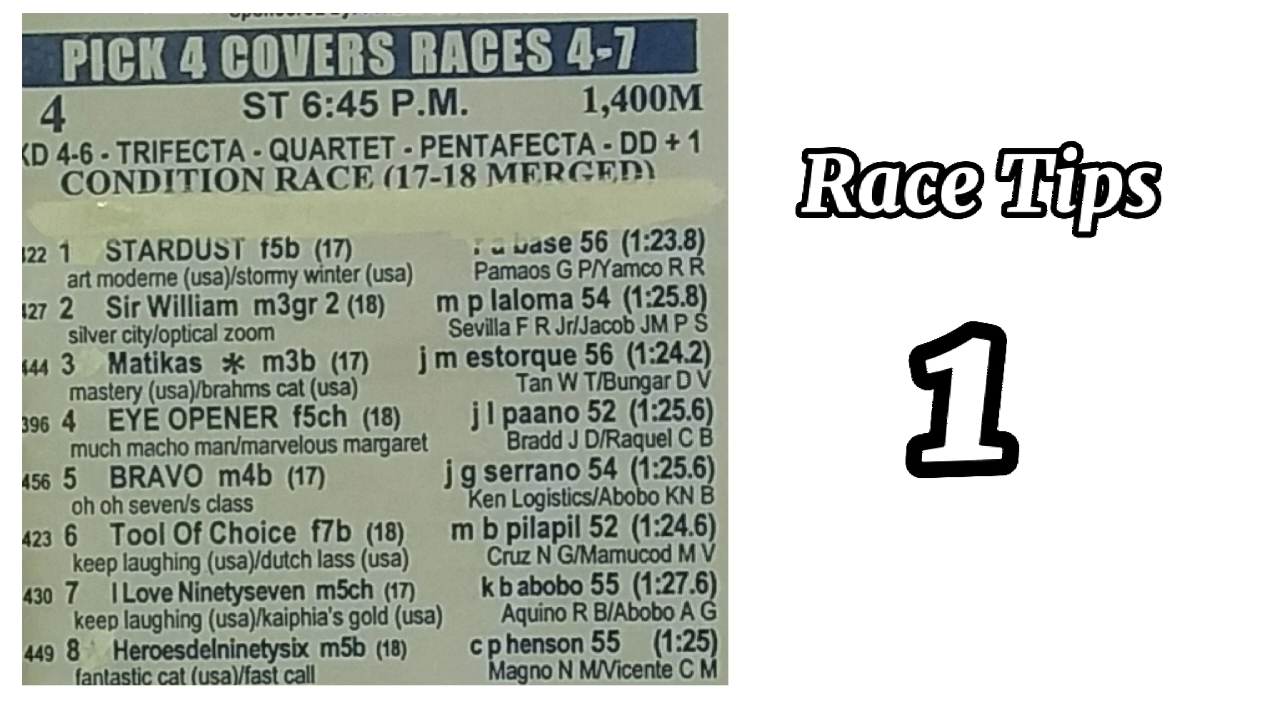 PICK 4 COVERS RACES 4-7
4 ST 6:45 P.M. 1,400M
XD 4-6 - TRIFECTA - QUARTET - PENTAFECTA - DD + 1
CONDITION RACE (17-18 MERGED)
122 1 STARDUST f5b (17) base 56 (1:23.8)
art moderne (usa)/stormy winter (usa) Pamaos G P/Yamco R R
427 2 Sir William m3gr 2 (18) m p laloma 54 (1:25.8)
silver city/optical zoom Sevilla F R Jr/Jacob JM P S
444 3 Matikas * m3b (17) j m estorque 56 (1:24.2)
mastery (usa)/brahms cat (usa) Tan W T/Bungar D V
396 4 EYE OPENER f5ch (18) j l paano 52 (1:25.6)
much macho man/marvelous margaret Bradd J D/Raquel C B
456 5 BRAVO m4b (17) j g serrano 54 (1:25.6)
oh oh seven/s class Ken Logistics/Abobo KN B
423 6 Tool Of Choice f7b (18) m b pilapil 52 (1:24.6)
keep laughing (usa)/dutch lass (usa) Cruz N G/Mamucod M V
430 7 I Love Ninetyseven m5ch (17) k b abobo 55 (1:27.6)
keep laughing (usa)/kaiphia's gold (usa) Aquino R B/Abobo A G
449 8 Heroesdelninetysix m5b (18) c p henson 55 (1:25)
fantastic cat (usa)/fast call Magno N M/Vicente C M
Race Tips
1